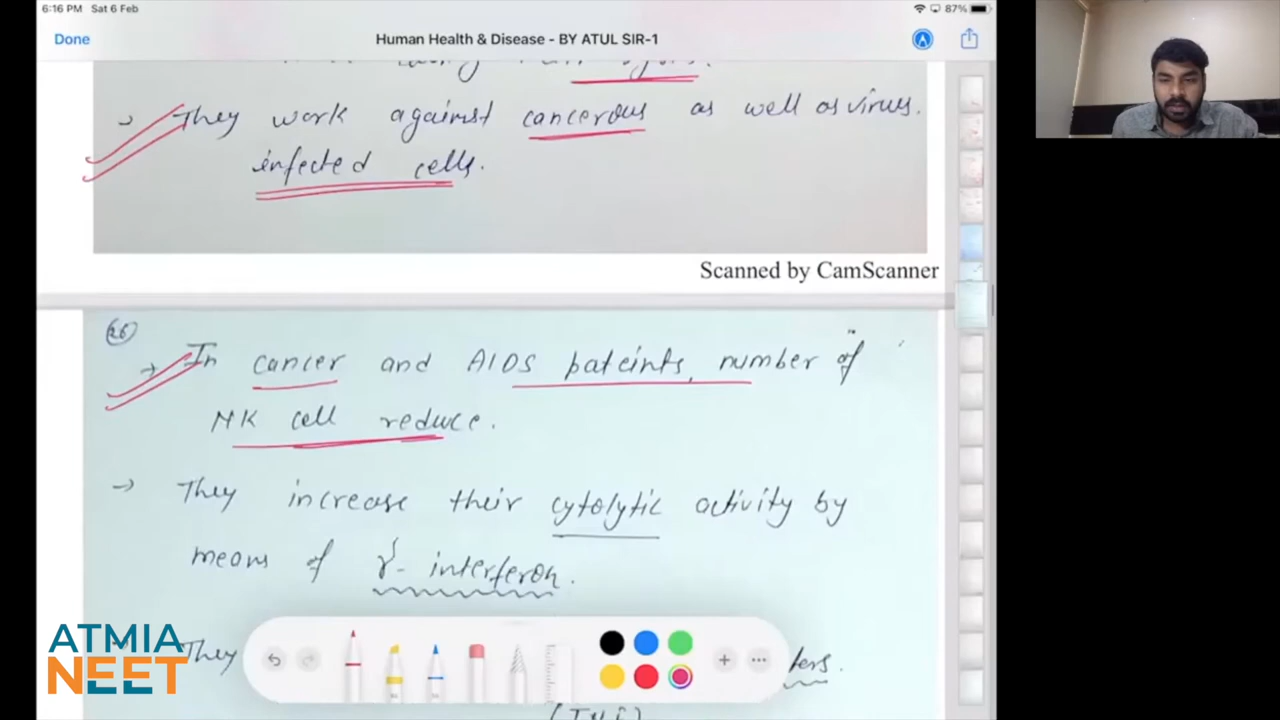 6:16 PM Sat 6 Feb
87%
Done
Human Health & Disease - BY ATUL SIR-1
They work against cancerous as well as virus.
infected cells.
Scanned by CamScanner
26
→ In cancer and AIDS pateints, number of
NK cell reduce.
→ They increase their cytolytic activity by
means of γ- interferon.
They
ATMIA
NEET